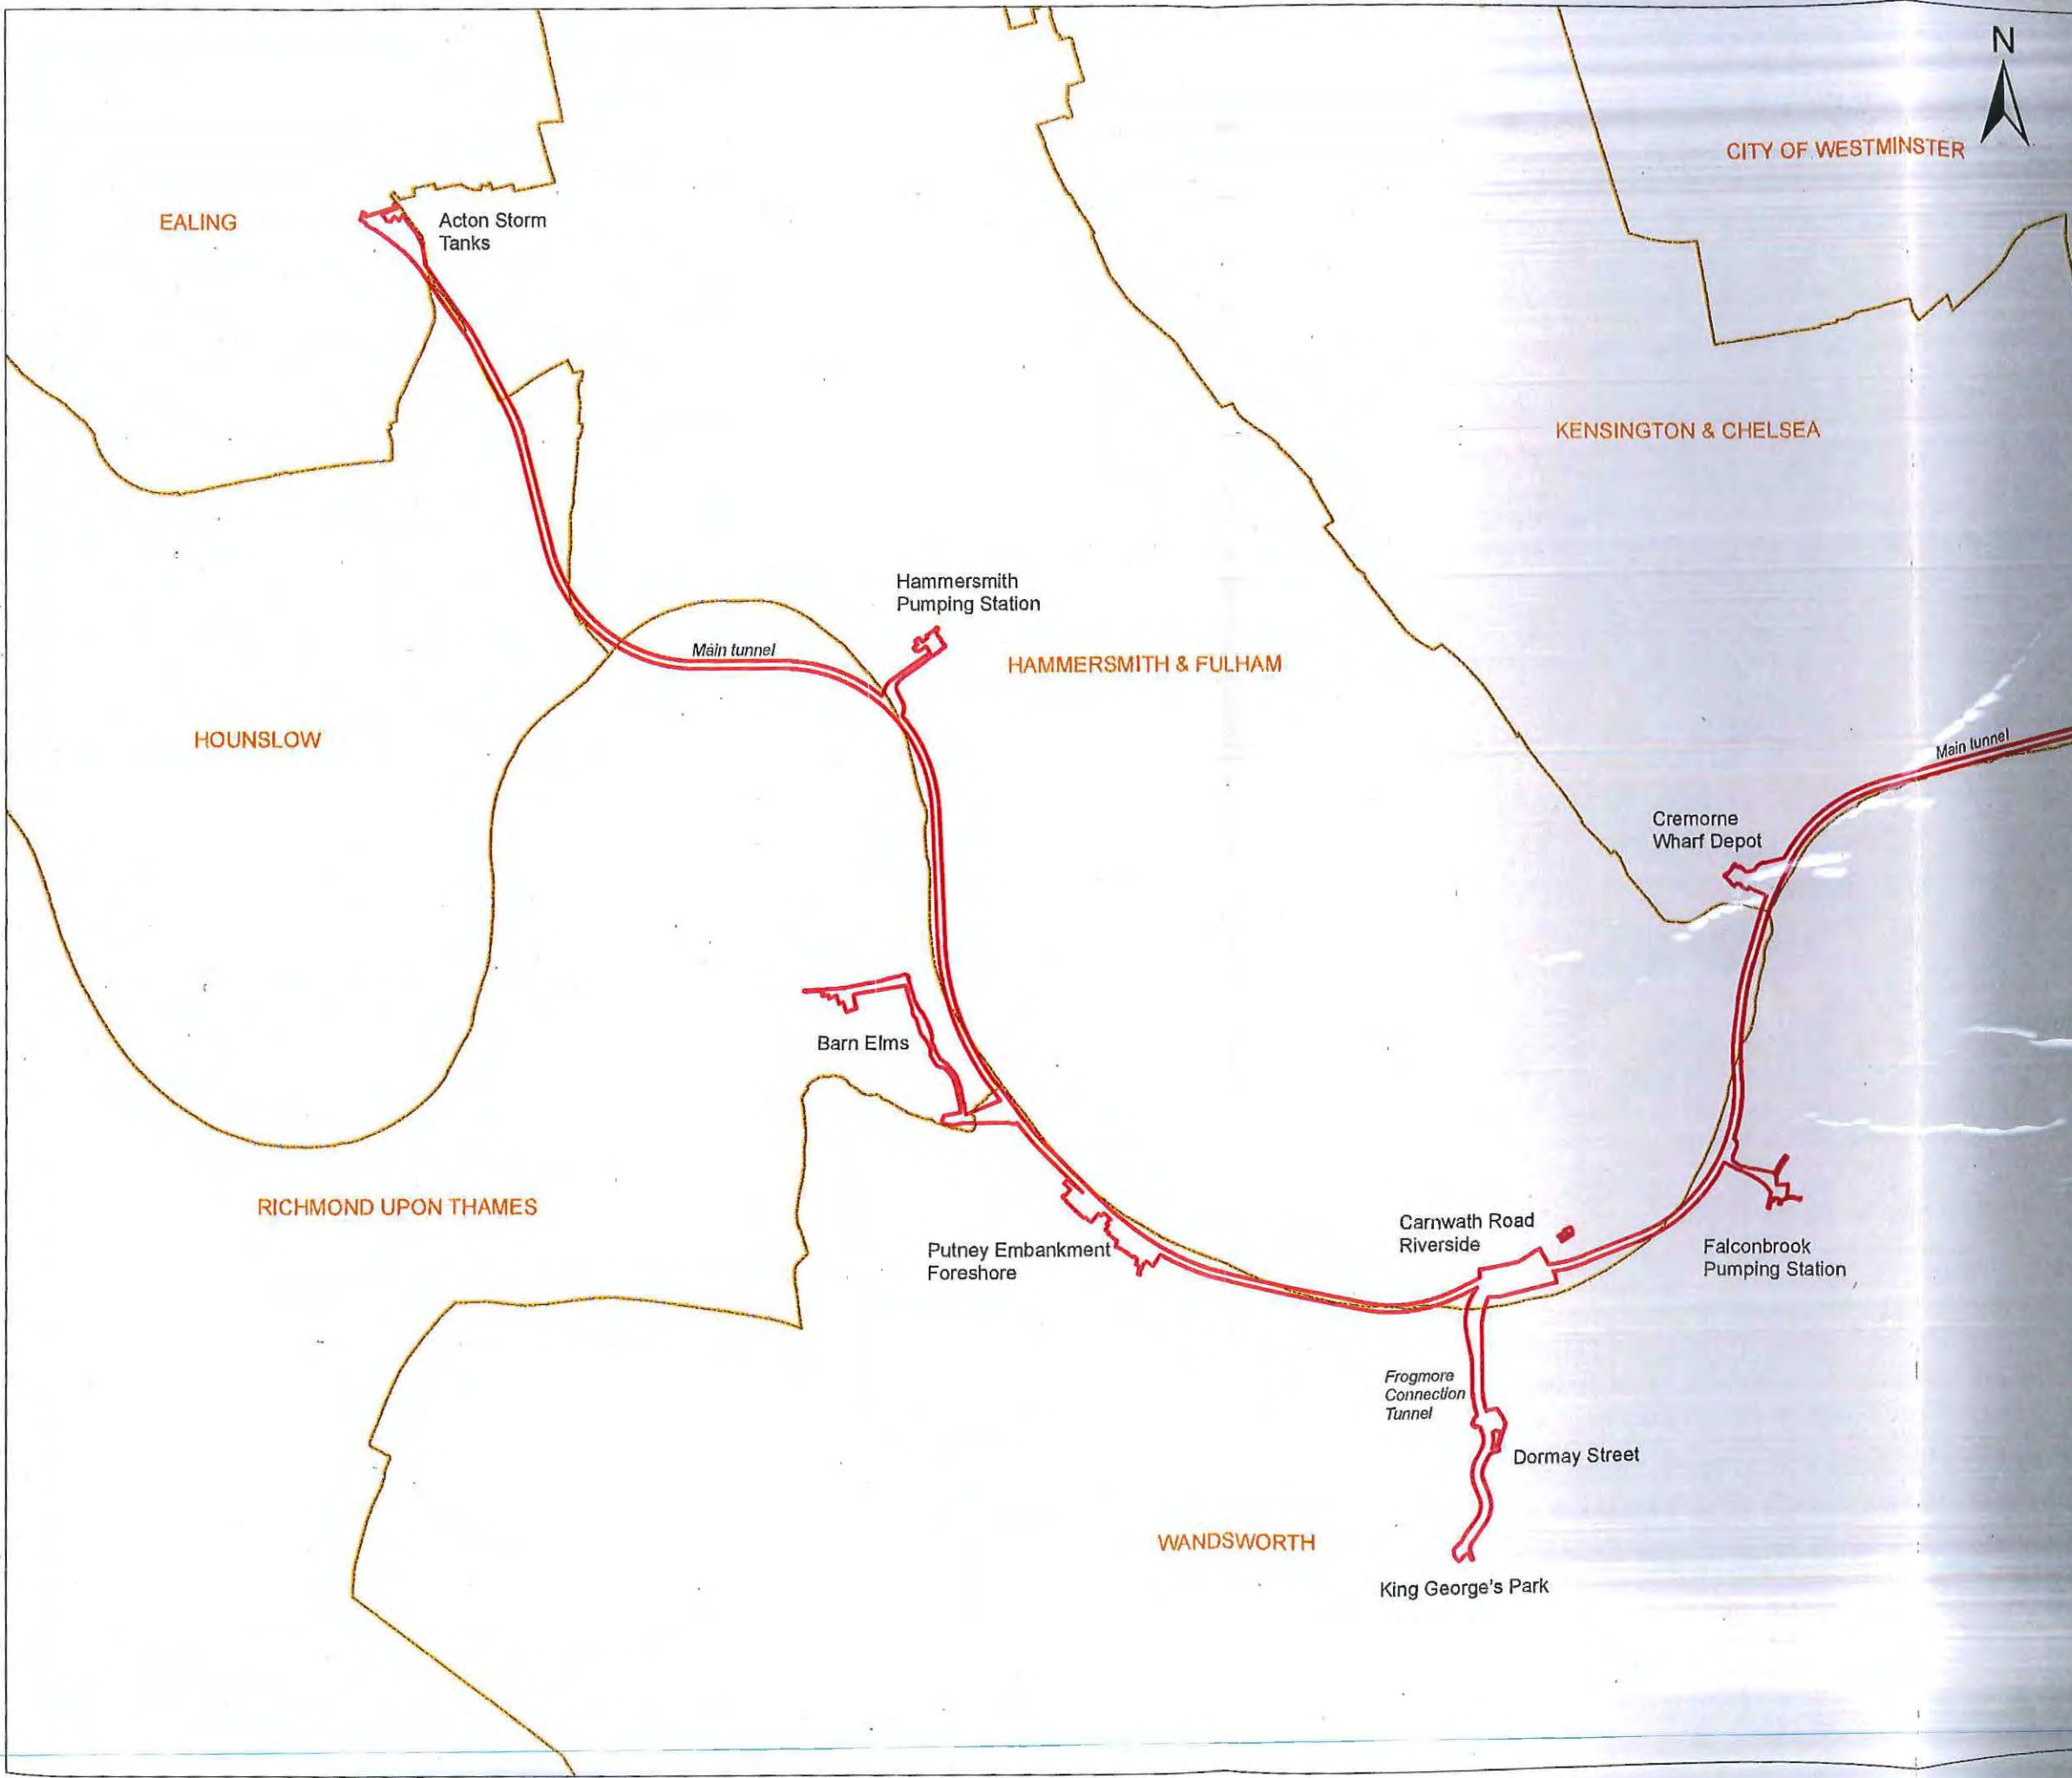 N
CITY OF WESTMINSTER
EALING
Acton Storm
Tanks
KENSINGTON & CHELSEA
Hammersmith
Pumping Station
Main tunnel
HAMMERSMITH & FULHAM
HOUNSLOW
Main tunnel
Cremorne
Wharf Depot
Barn Elms
RICHMOND UPON THAMES
Putney Embankment
Foreshore
Carnwath Road
Riverside
Falconbrook
Pumping Station
Frogmore
Connection
Tunnel
Dormay Street
WANDSWORTH
King George's Park